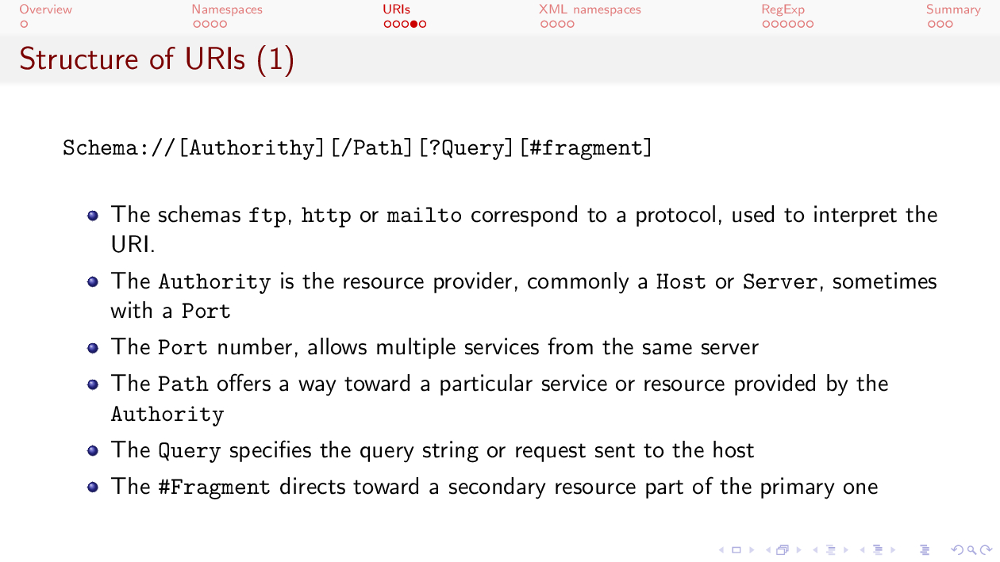 Overview Namespaces URIs XML namespaces RegExp Summary
Structure of URIs (1)
Schema://[Authorithy][/Path][?Query][#fragment]
The schemas ftp, http or mailto correspond to a protocol, used to interpret the
URI.
The Authority is the resource provider, commonly a Host or Server, sometimes
with a Port
The Port number, allows multiple services from the same server
The Path offers a way toward a particular service or resource provided by the
Authority
The Query specifies the query string or request sent to the host
The #Fragment directs toward a secondary resource part of the primary one